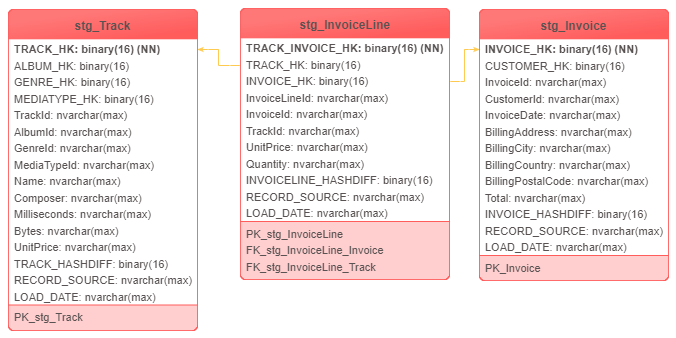 stg_Track
TRACK_HK: binary(16) (NN)
ALBUM_HK: binary(16)
GENRE_HK: binary(16)
MEDIATYPE_HK: binary(16)
TrackId: nvarchar(max)
AlbumId: nvarchar(max)
GenreId: nvarchar(max)
MediaTypeId: nvarchar(max)
Name: nvarchar(max)
Composer: nvarchar(max)
Milliseconds: nvarchar(max)
Bytes: nvarchar(max)
UnitPrice: nvarchar(max)
TRACK_HASHDIFF: binary(16)
RECORD_SOURCE: nvarchar(max)
LOAD_DATE: nvarchar(max)
PK_stg_Track
stg_InvoiceLine
TRACK_INVOICE_HK: binary(16) (NN)
TRACK_HK: binary(16)
INVOICE_HK: binary(16)
InvoiceLineId: nvarchar(max)
InvoiceId: nvarchar(max)
TrackId: nvarchar(max)
UnitPrice: nvarchar(max)
Quantity: nvarchar(max)
INVOICELINE_HASHDIFF: binary(16)
RECORD_SOURCE: nvarchar(max)
LOAD_DATE: nvarchar(max)
PK_stg_InvoiceLine
FK_stg_InvoiceLine_Invoice
FK_stg_InvoiceLine_Track
stg_Invoice
INVOICE_HK: binary(16) (NN)
CUSTOMER_HK: binary(16)
InvoiceId: nvarchar(max)
CustomerId: nvarchar(max)
InvoiceDate: nvarchar(max)
BillingAddress: nvarchar(max)
BillingCity: nvarchar(max)
BillingCountry: nvarchar(max)
BillingPostalCode: nvarchar(max)
Total: nvarchar(max)
INVOICE_HASHDIFF: binary(16)
RECORD_SOURCE: nvarchar(max)
LOAD_DATE: nvarchar(max)
PK_Invoice